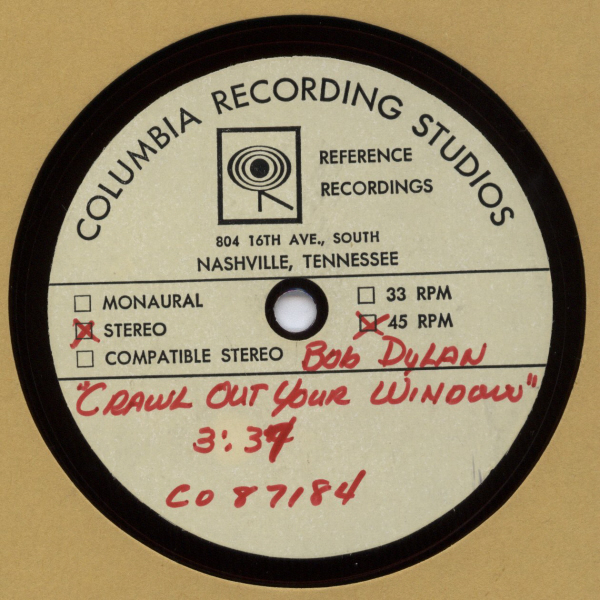 COLUMBIA RECORDING STUDIOS
REFERENCE
RECORDINGS
804 16TH AVE., SOUTH
NASHVILLE, TENNESSEE
MONAURAL
33 RPM
STEREO
45 RPM
COMPATIBLE STEREO
BOB DYLAN
"CRAWL OUT YOUR WINDOW"
3:37
CO 87184